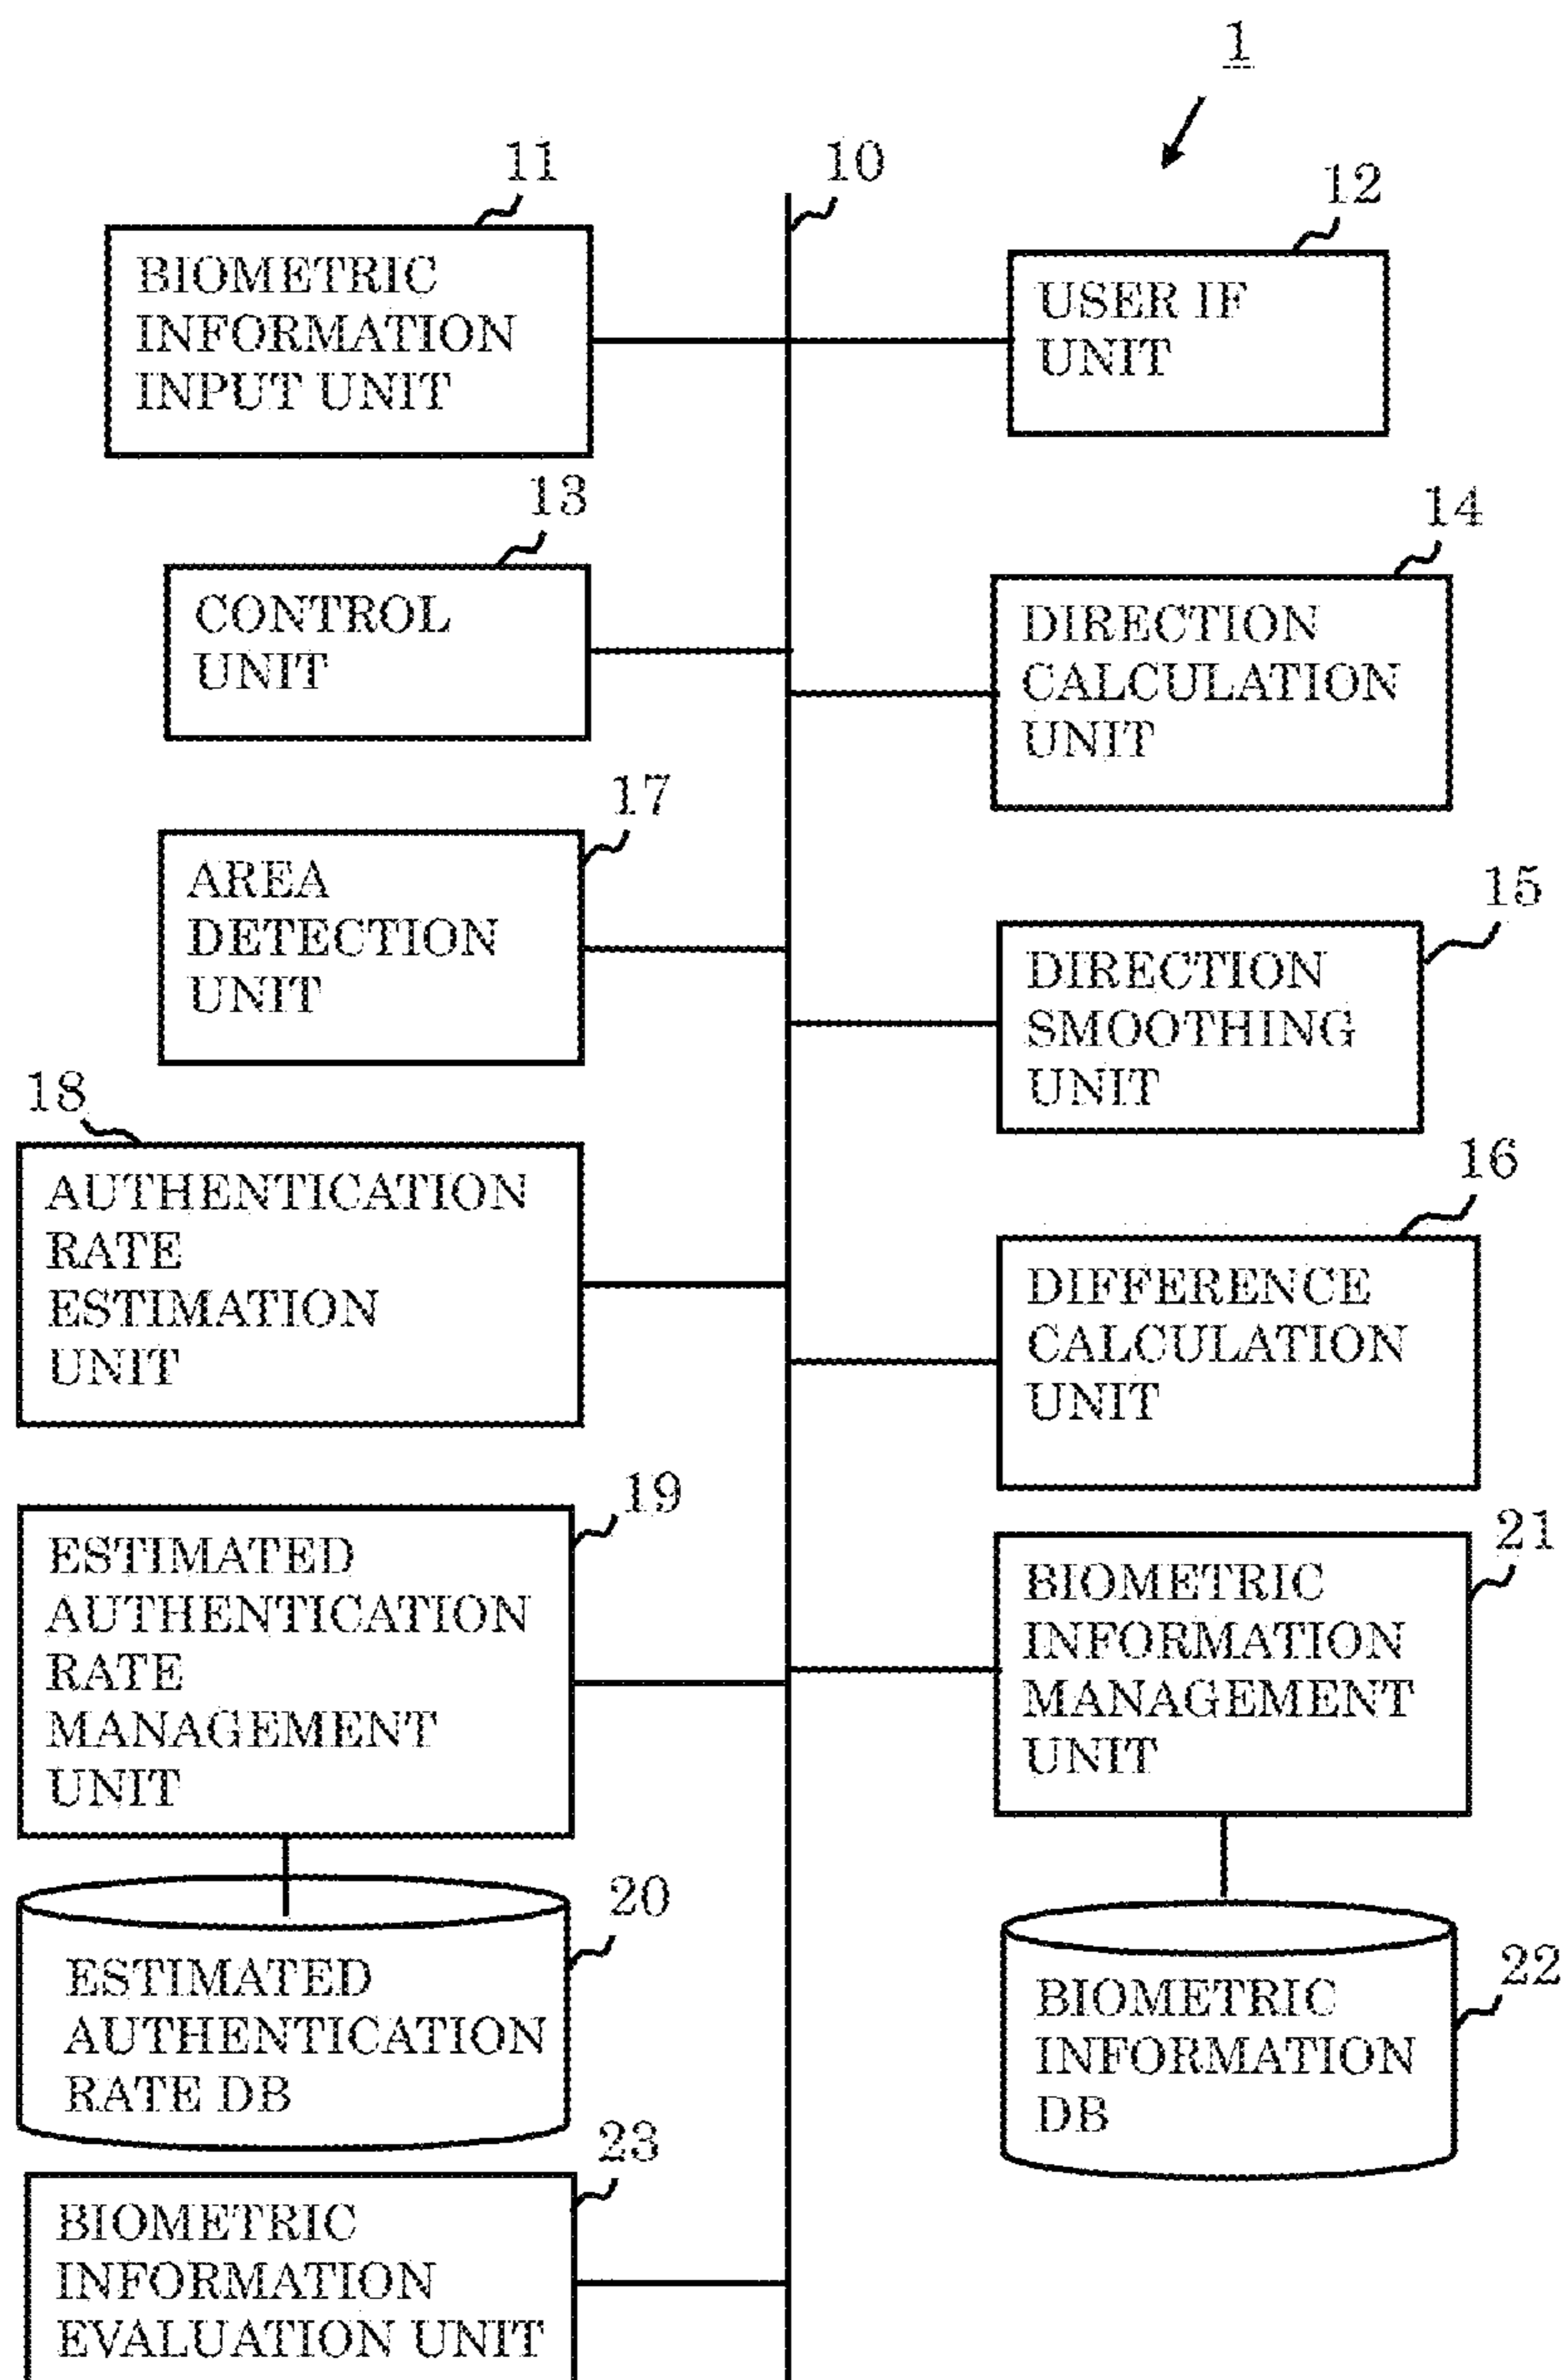 1
11
10
12
BIOMETRIC
INFORMATION
INPUT UNIT
USER IF
UNIT
13
14
CONTROL
UNIT
DIRECTION
CALCULATION
UNIT
17
15
AREA
DETECTION
UNIT
DIRECTION
SMOOTHING
UNIT
18
16
AUTHENTICATION
RATE
ESTIMATION
UNIT
DIFFERENCE
CALCULATION
UNIT
19
21
ESTIMATED
AUTHENTICATION
RATE
MANAGEMENT
UNIT
BIOMETRIC
INFORMATION
MANAGEMENT
UNIT
20
22
ESTIMATED
AUTHENTICATION
RATE DB
BIOMETRIC
INFORMATION
DB
23
BIOMETRIC
INFORMATION
EVALUATION UNIT